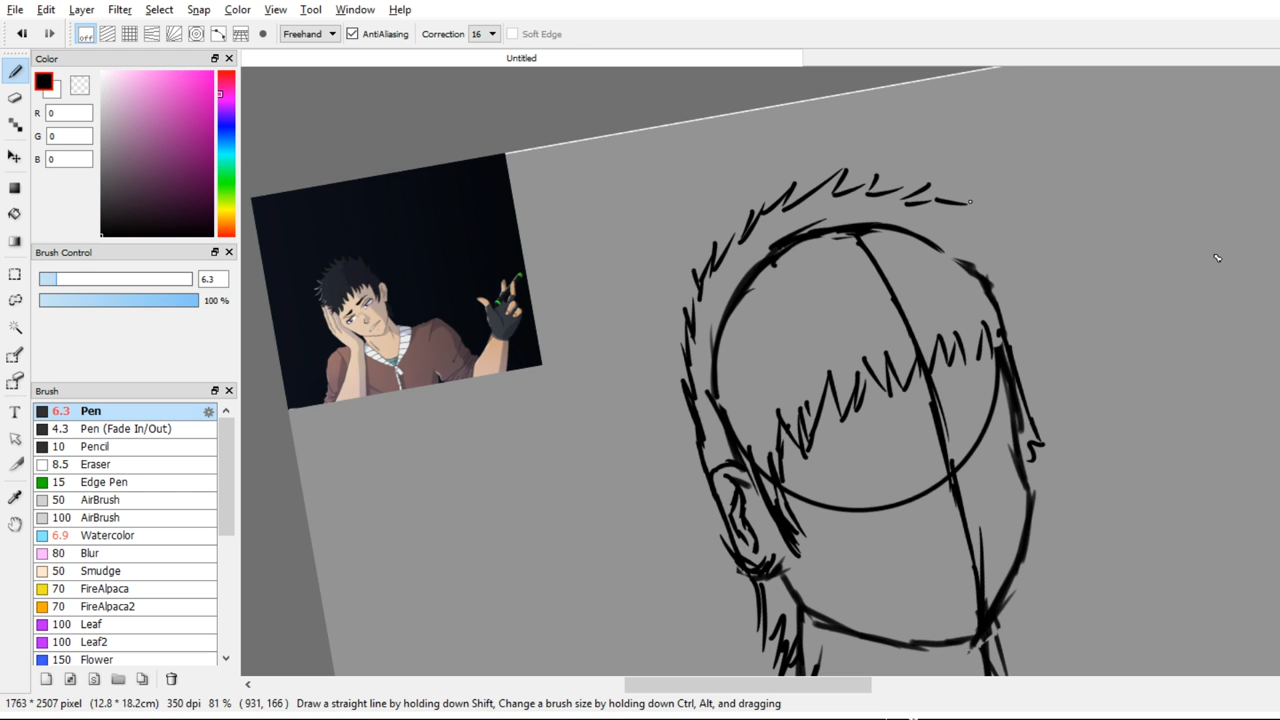 File Edit Layer Filter Select Snap Color View Tool Window Help
off Freehand AntiAliasing Correction 16 Soft Edge
Color
Untitled
R 0
G 0
B 0
Brush Control
6.3
100 %
Brush
6.3 Pen
4.3 Pen (Fade In/Out)
10 Pencil
8.5 Eraser
15 Edge Pen
50 AirBrush
100 AirBrush
6.9 Watercolor
80 Blur
50 Smudge
70 FireAlpaca
70 FireAlpaca2
100 Leaf
100 Leaf2
150 Flower
1763 * 2507 pixel (12.8 * 18.2cm) 350 dpi 81 % ( 931, 166 ) Draw a straight line by holding down Shift, Change a brush size by holding down Ctrl, Alt, and dragging